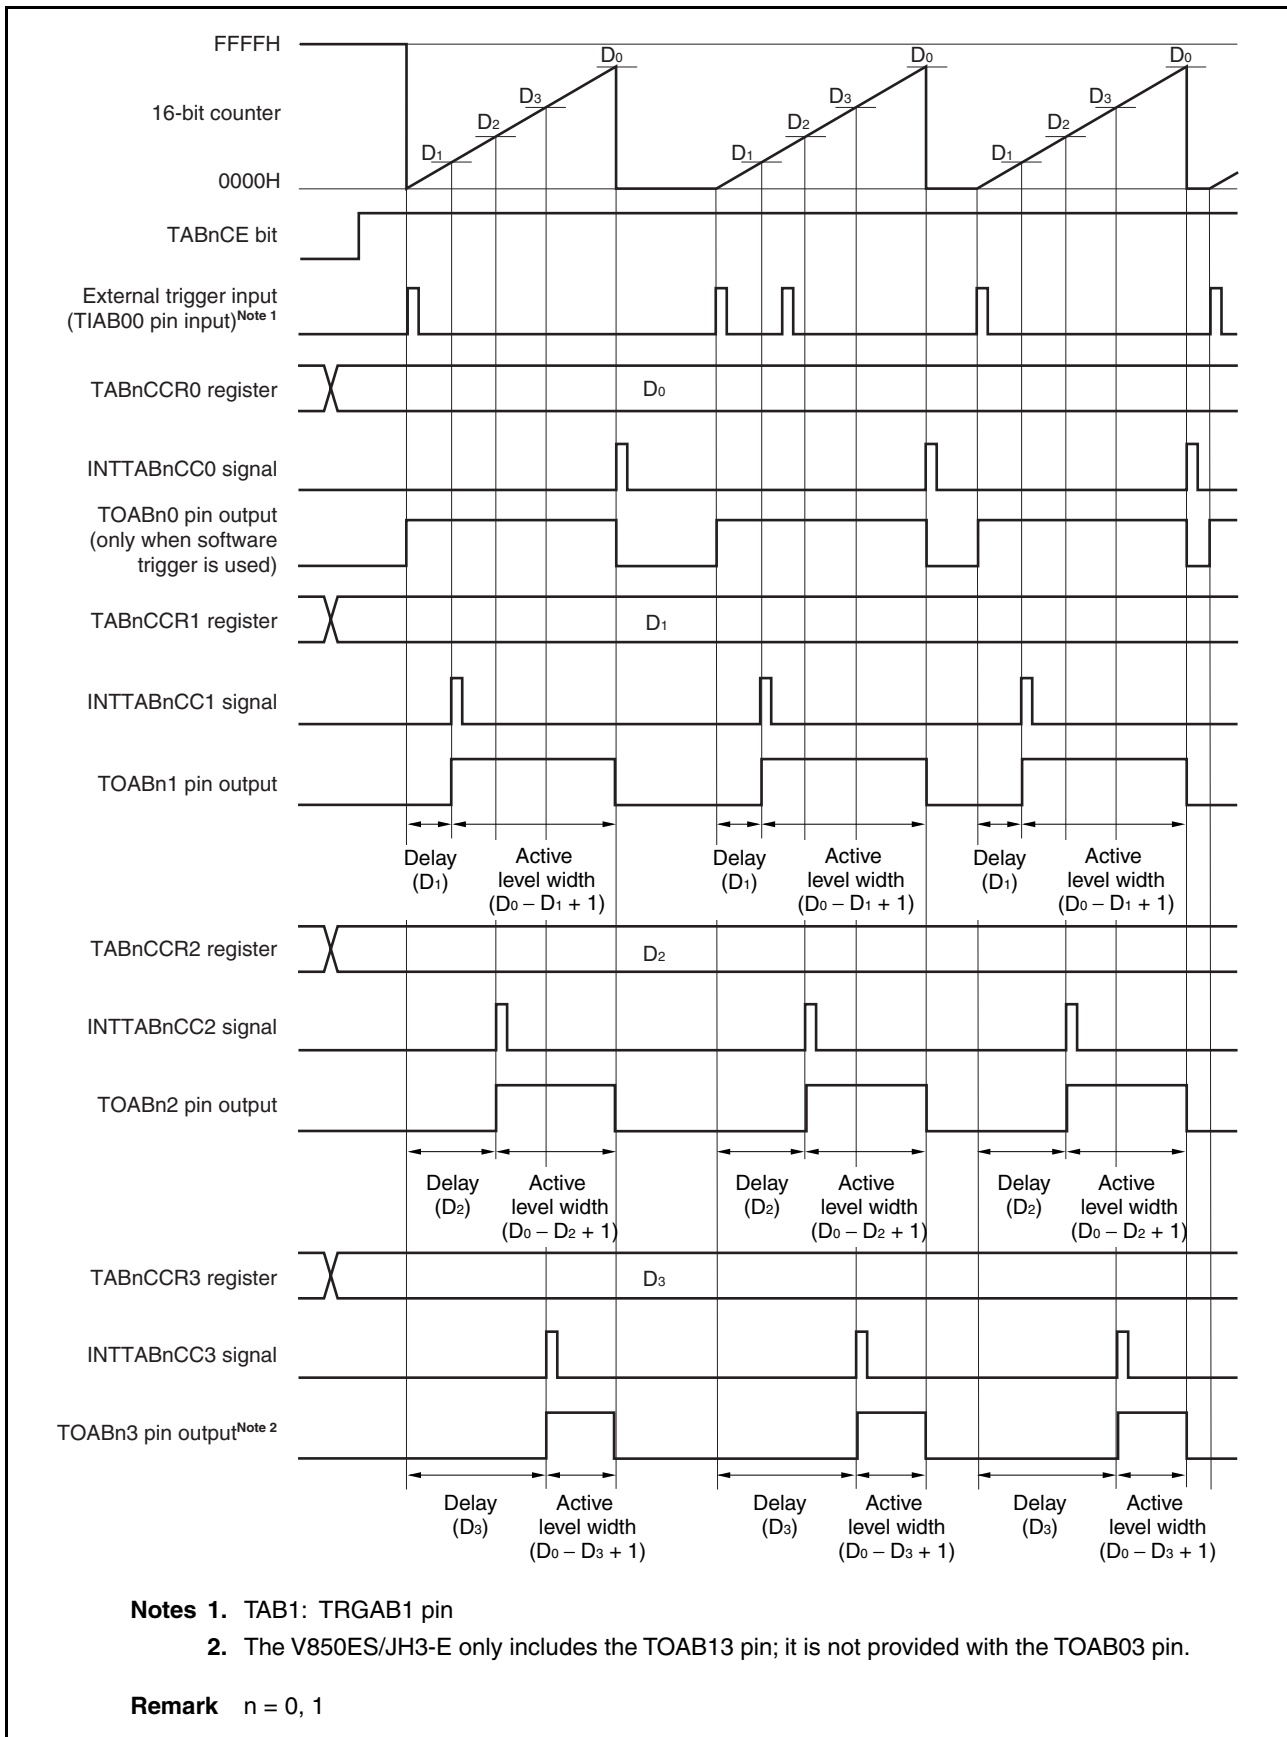 FFFFH
D0 D0 D0
D3 D3 D3
16-bit counter
D2 D2 D2
D1 D1 D1
0000H
TABnCE bit
External trigger input
(TIAB00 pin input)Note 1
TABnCCR0 register
D0
INTTABnCC0 signal
TOABn0 pin output
(only when software
trigger is used)
TABnCCR1 register
D1
INTTABnCC1 signal
TOABn1 pin output
Delay Active Delay Active Delay Active
(D1) level width (D1) level width (D1) level width
(D0 – D1 + 1) (D0 – D1 + 1) (D0 – D1 + 1)
TABnCCR2 register
D2
INTTABnCC2 signal
TOABn2 pin output
Delay Active Delay Active Delay Active
(D2) level width (D2) level width (D2) level width
(D0 – D2 + 1) (D0 – D2 + 1) (D0 – D2 + 1)
TABnCCR3 register
D3
INTTABnCC3 signal
TOABn3 pin outputNote 2
Delay Active Delay Active Delay Active
(D3) level width (D3) level width (D3) level width
(D0 – D3 + 1) (D0 – D3 + 1) (D0 – D3 + 1)
Notes 1. TAB1: TRGAB1 pin
2. The V850ES/JH3-E only includes the TOAB13 pin; it is not provided with the TOAB03 pin.
Remark n = 0, 1